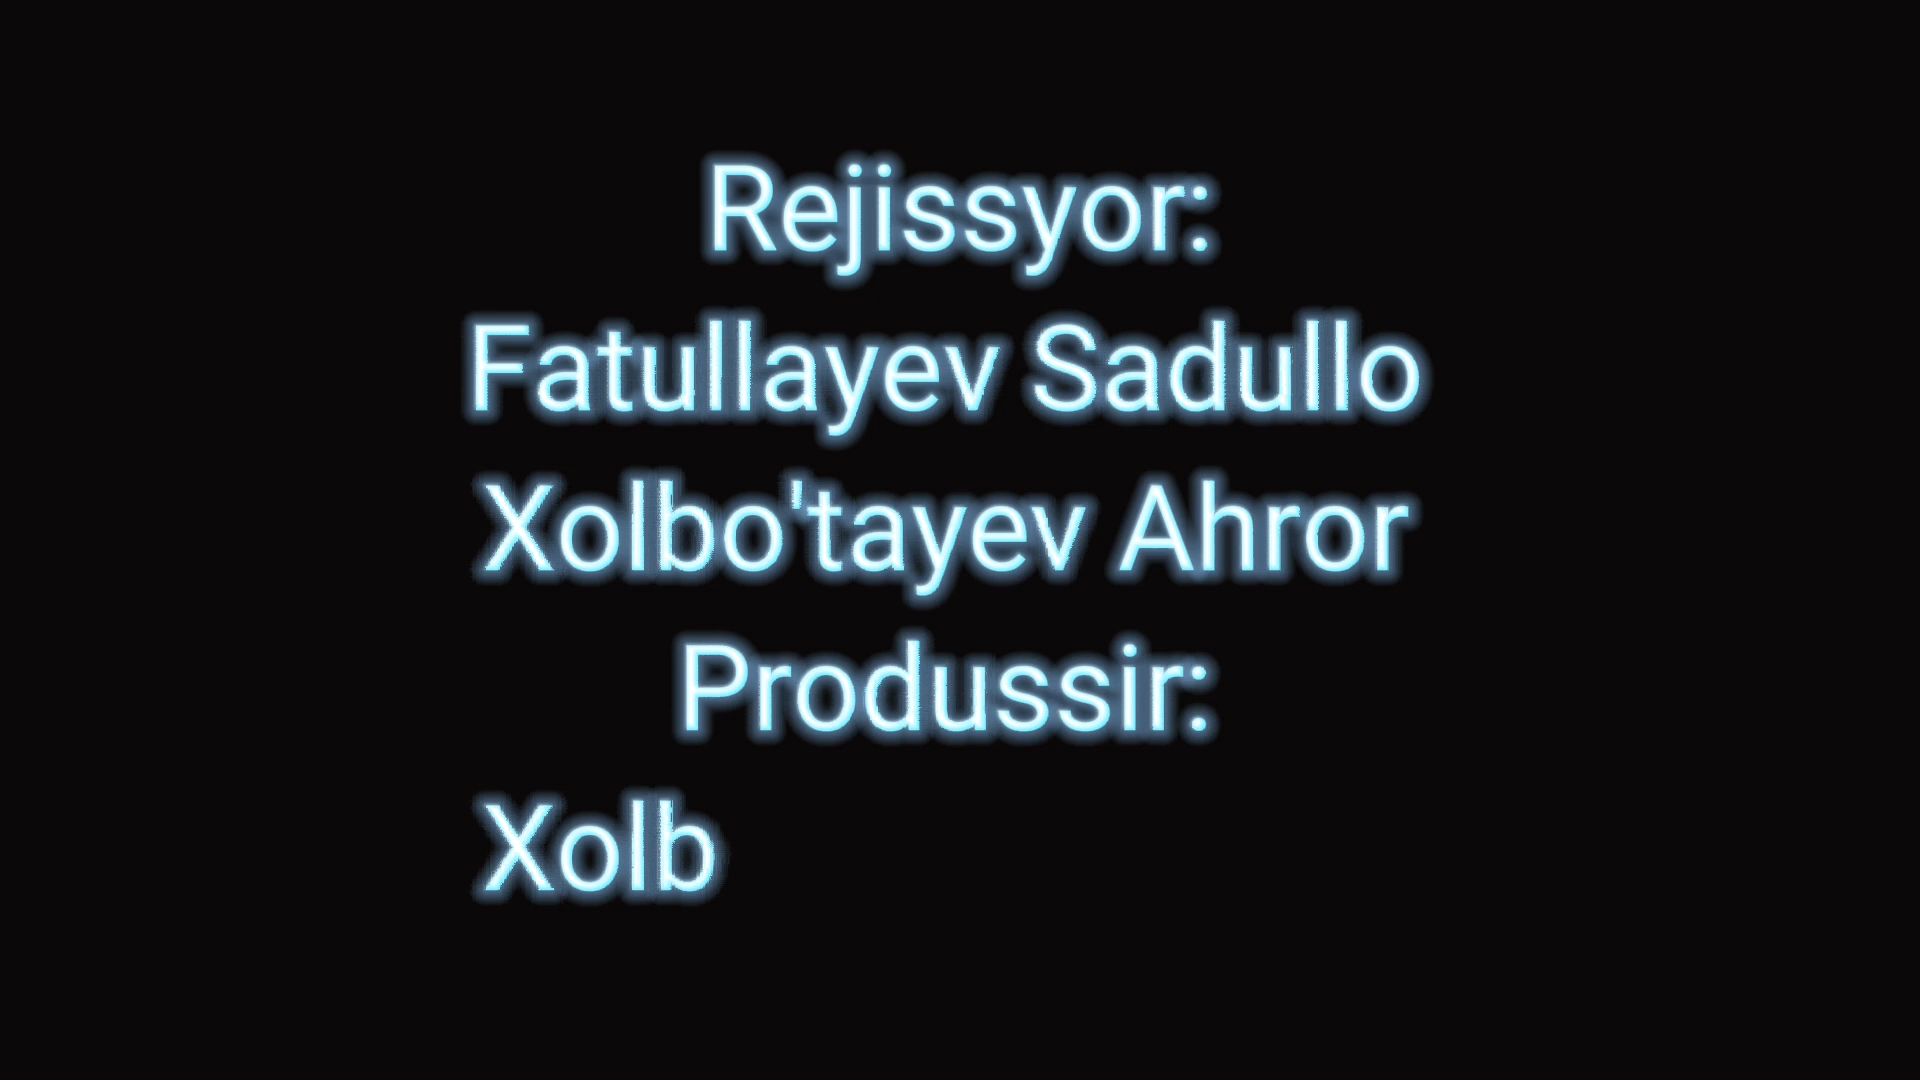 Rejissyor:
Fatullayev Sadullo
Xolbo'tayev Ahror
Produssir:
Xolb